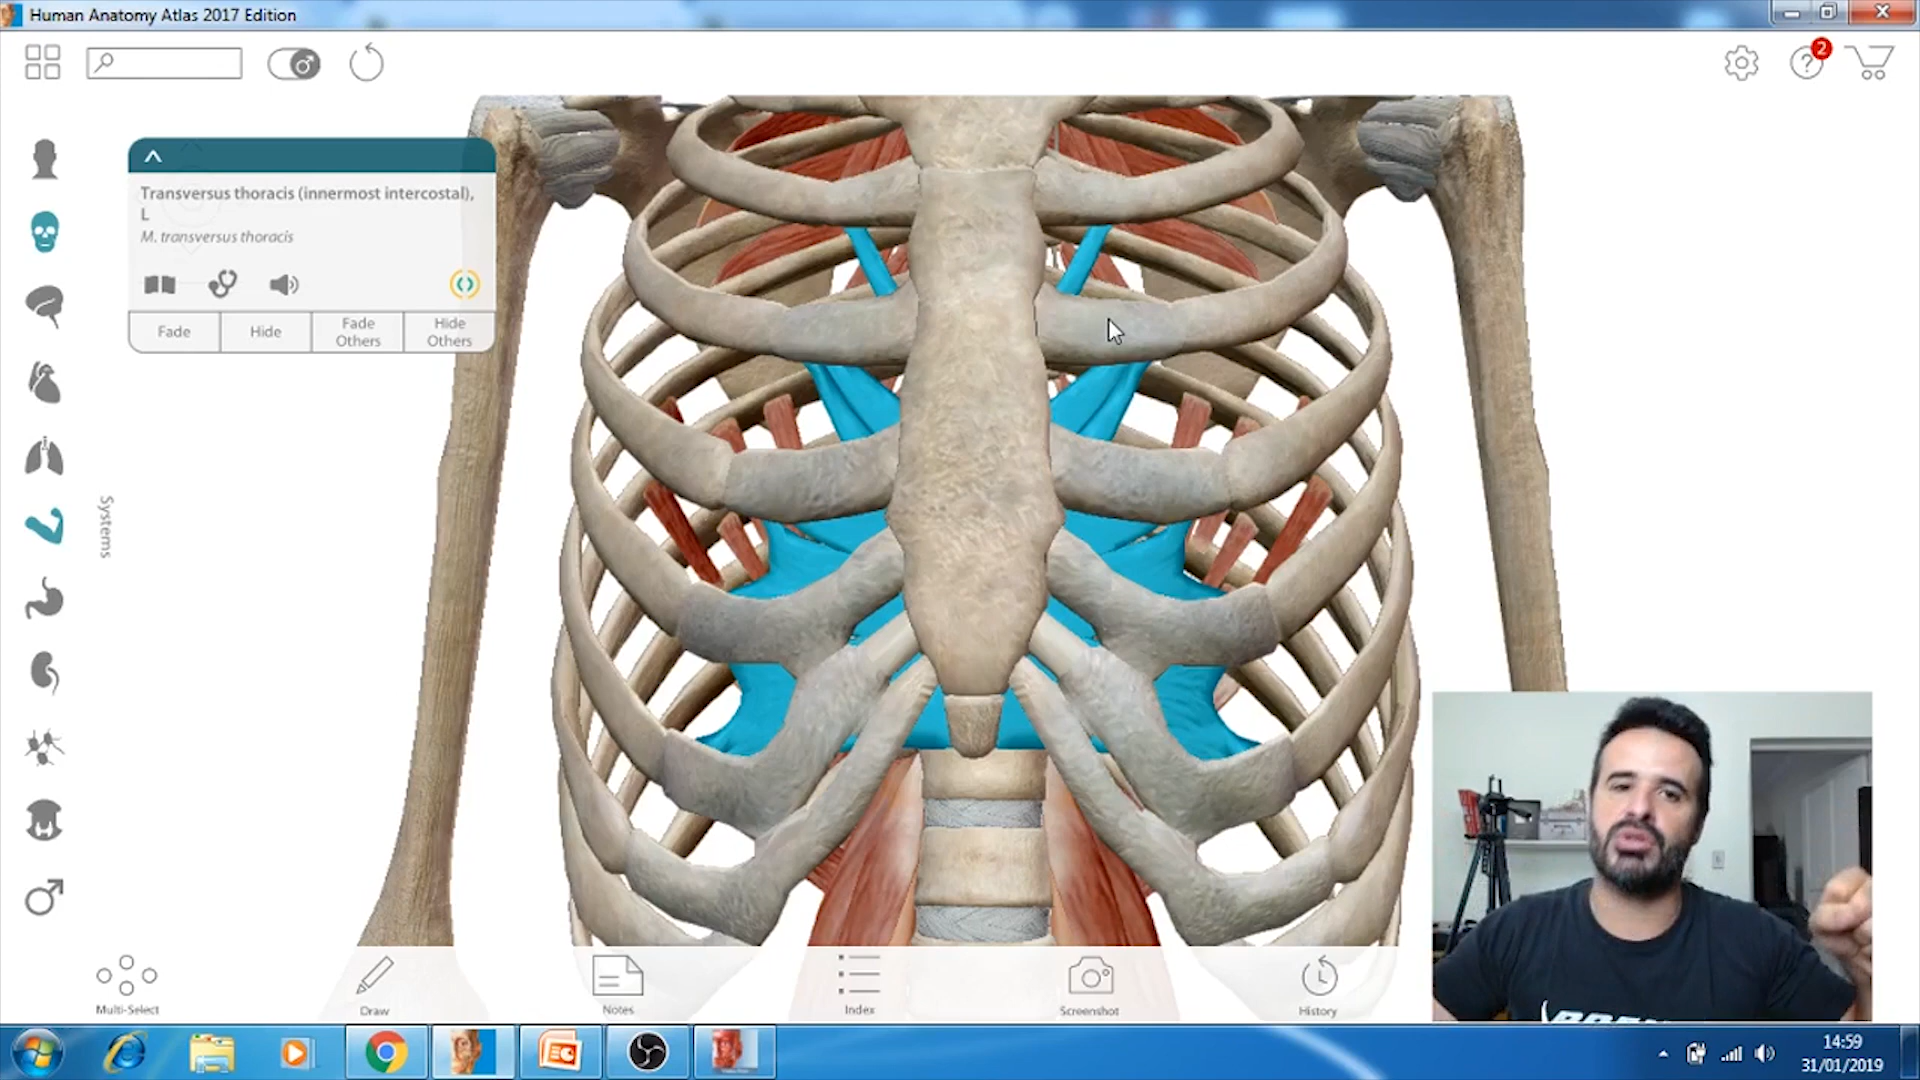 Human Anatomy Atlas 2017 Edition
2
Transversus thoracis (innermost intercostal),
L
M. transversus thoracis
Fade
Hide
Fade
Others
Hide
Others
Systems
Multi-Select
Draw
Notes
Index
Screenshot
History
14:59
31/01/2019